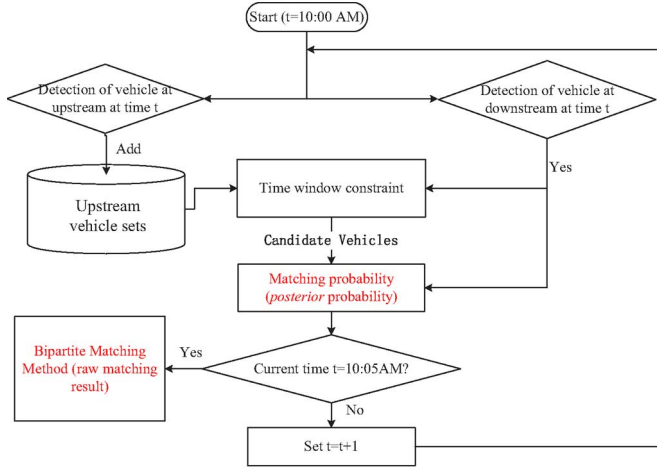 Start (t=10:00 AM)
Detection of vehicle at
upstream at time t
Detection of vehicle at
downstream at time t
Add
Yes
Upstream
vehicle sets
Time window constraint
Candidate Vehicles
Matching probability
(posterior probability)
Bipartite Matching
Method (raw matching
result)
Yes
Current time t=10:05AM?
No
Set t=t+1